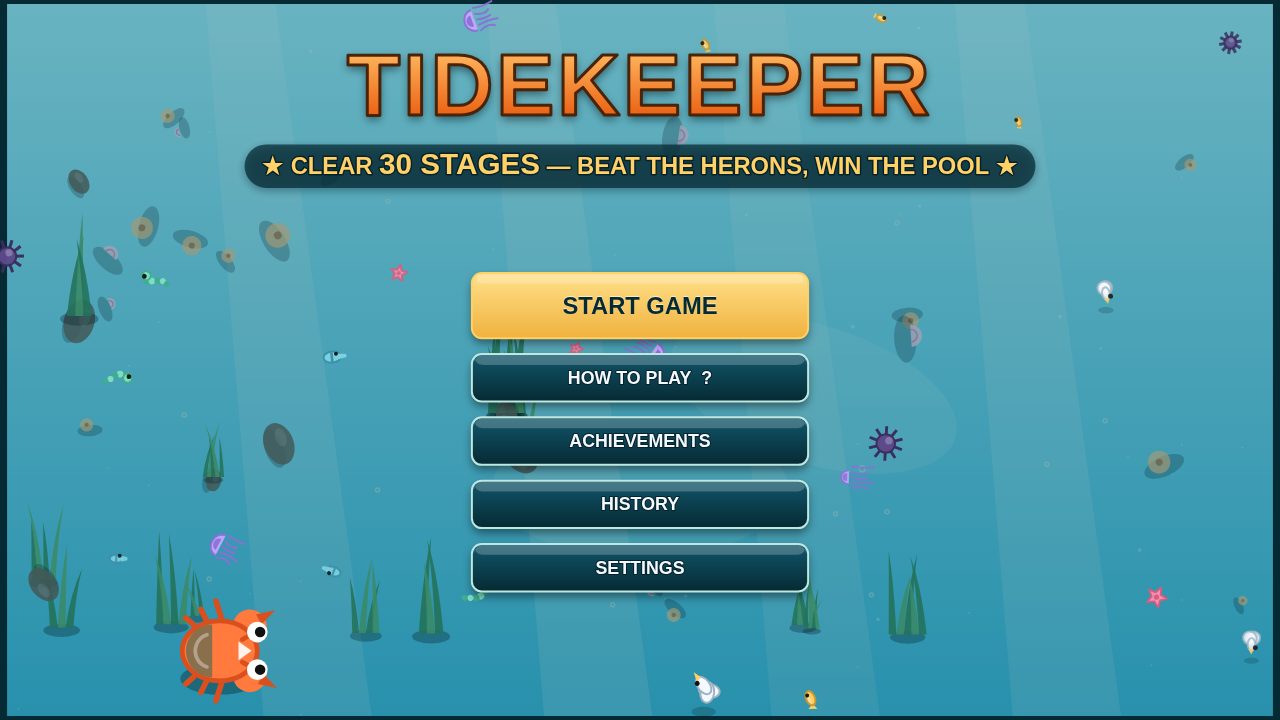 TIDEKEEPER
★ CLEAR 30 STAGES — BEAT THE HERONS, WIN THE POOL ★
START GAME
HOW TO PLAY ?
ACHIEVEMENTS
HISTORY
SETTINGS